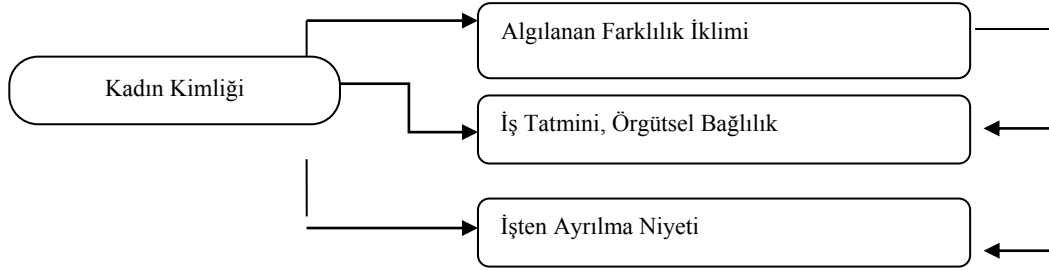 Algılanan Farklılık İklimi
Kadın Kimliği
İş Tatmini, Örgütsel Bağlılık
İşten Ayrılma Niyeti